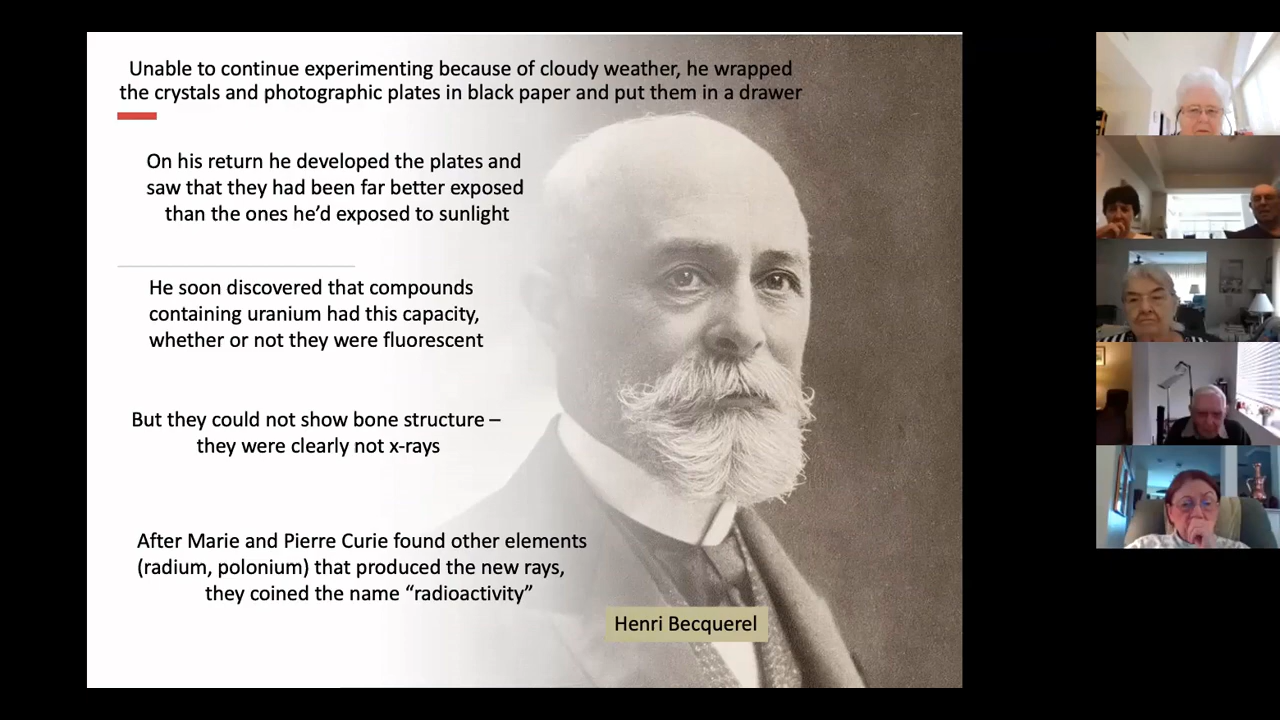 Unable to continue experimenting because of cloudy weather, he wrapped
the crystals and photographic plates in black paper and put them in a drawer
On his return he developed the plates and
saw that they had been far better exposed
than the ones he’d exposed to sunlight
He soon discovered that compounds
containing uranium had this capacity,
whether or not they were fluorescent
But they could not show bone structure –
they were clearly not x-rays
After Marie and Pierre Curie found other elements
(radium, polonium) that produced the new rays,
they coined the name “radioactivity”
Henri Becquerel